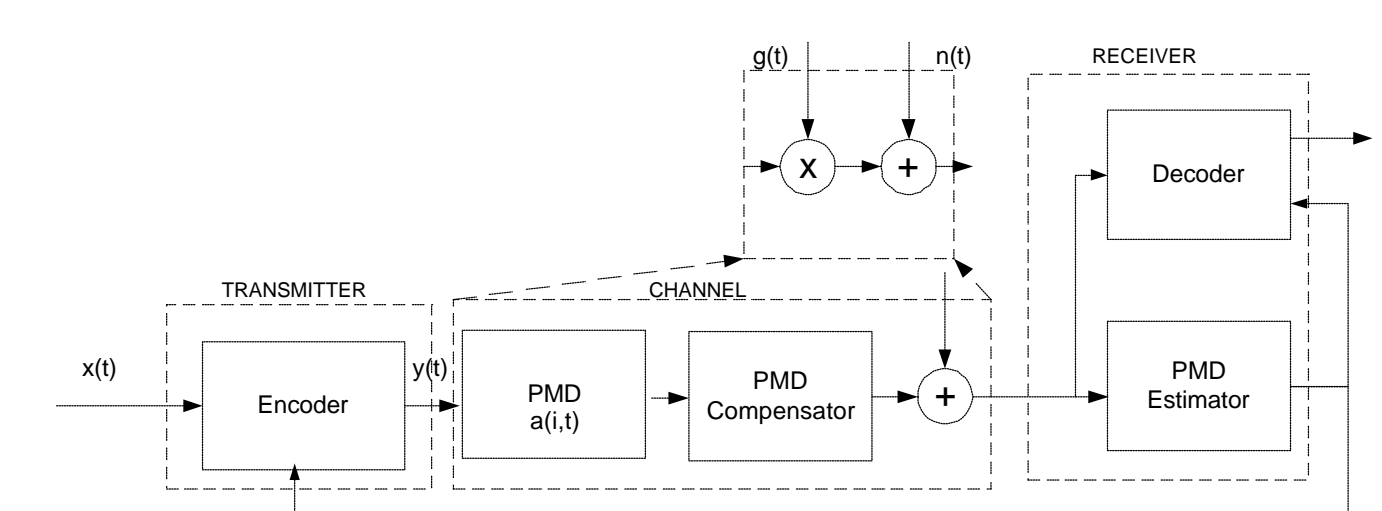 g(t)
n(t)
RECEIVER
x
+
Decoder
TRANSMITTER
CHANNEL
x(t)
Encoder
y(t)
PMD
a(i,t)
PMD
Compensator
+
PMD
Estimator